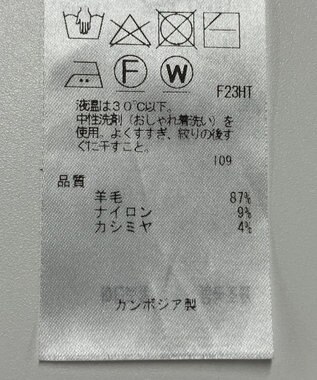 F W
F23HT
液温は30℃以下。
中性洗剤(おしゃれ着洗い)を
使用。よくすすぎ、絞りの後す
ぐに干すこと。
109
品質
羊毛 87%
ナイロン 9%
カシミヤ 4%
カンボジア製